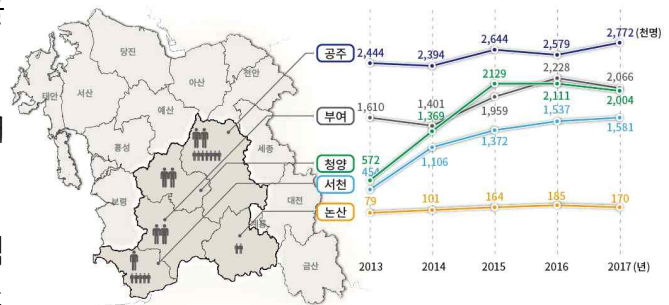 당진
천안
아산
태안
서산
예산
홍성
세종
보령
대전
계룡
금산
공주
부여
청양
서천
논산
2,444 2,394 2,644 2,579 2,772 (천명)
1,610 1,401 1,959 2,228 2,066
572 1,369 2129 2,111 2,004
454 1,106 1,372 1,537 1,581
79 101 164 185 170
2013 2014 2015 2016 2017 (년)